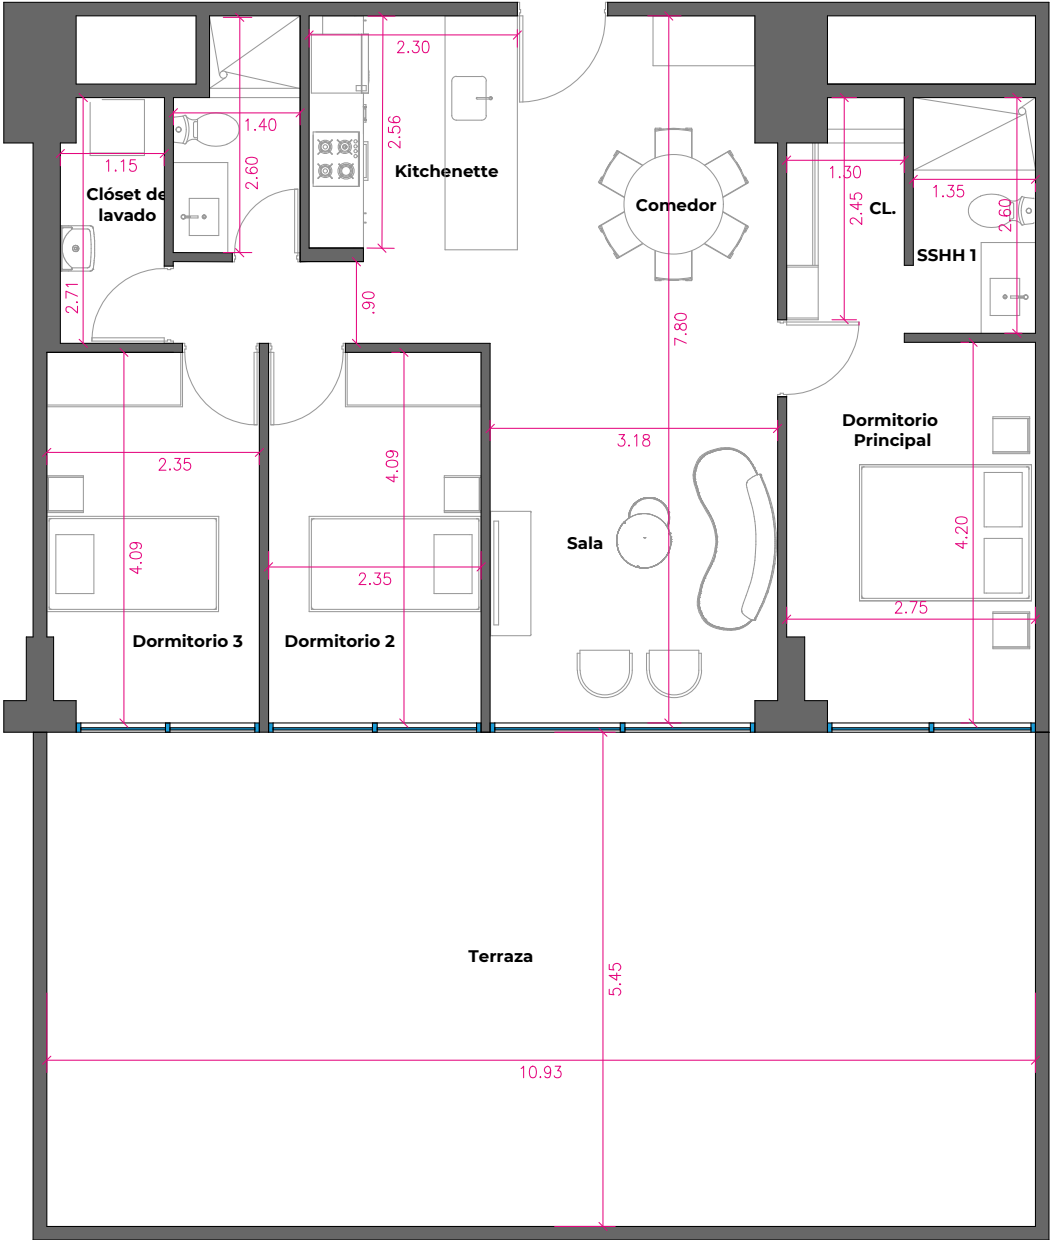 2.30
1.40
2.56
1.15
2.60
Kitchenette
Clóset de
lavado
Comedor
1.30
2.45
CL.
1.35
2.60
SSHH 1
2.71
.90
7.80
Dormitorio
Principal
3.18
2.35
4.09
4.09
2.35
Sala
4.20
2.75
Dormitorio 3
Dormitorio 2
Terraza
5.45
10.93